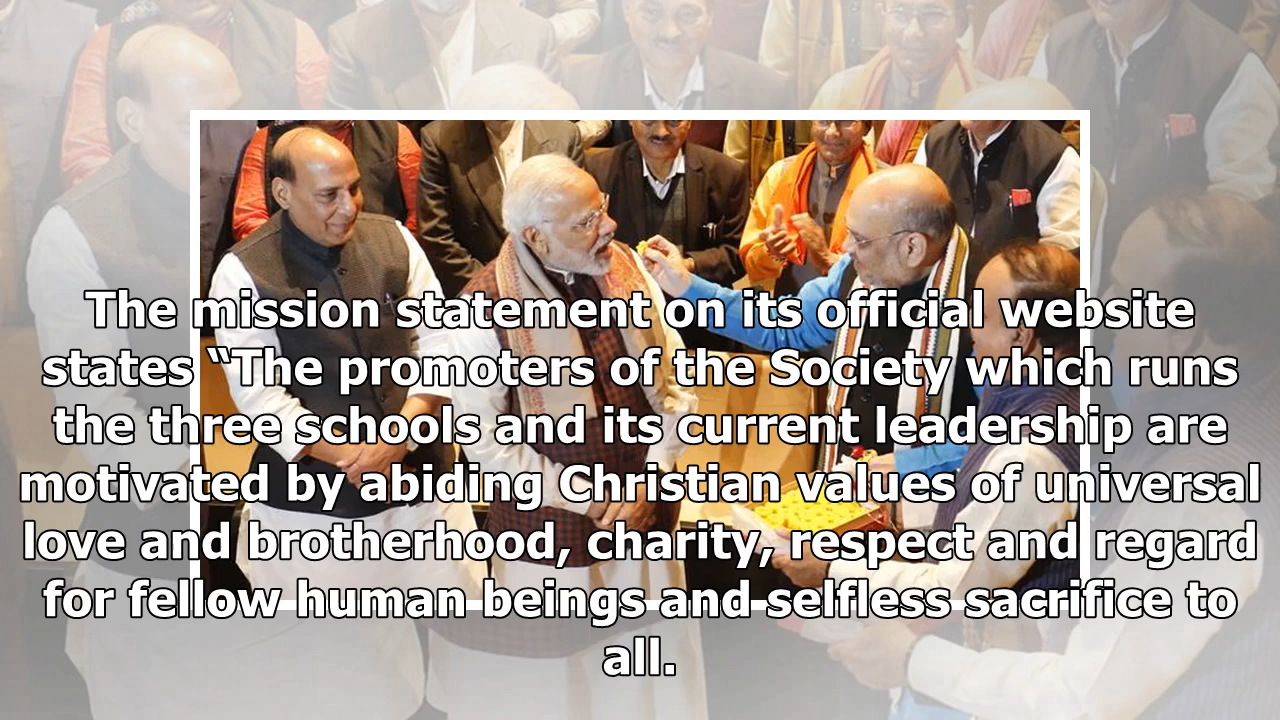 The mission statement on its official website
states “The promoters of the Society which runs
the three schools and its current leadership are
motivated by abiding Christian values of universal
love and brotherhood, charity, respect and regard
for fellow human beings and selfless sacrifice to
all.